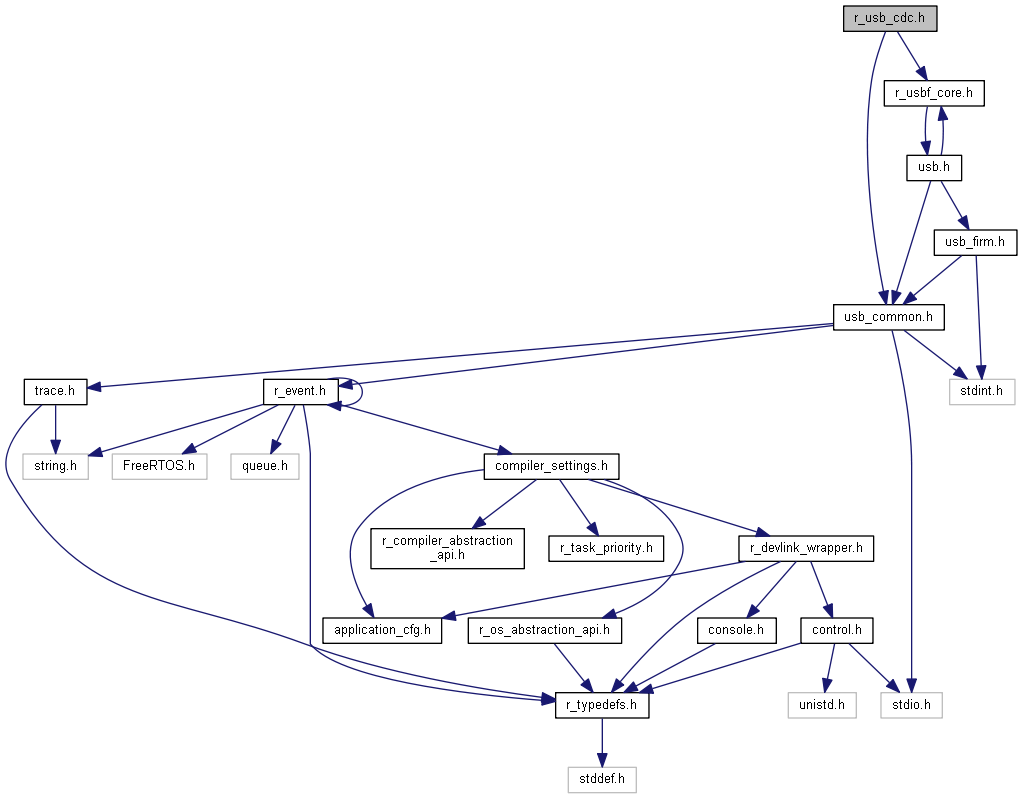 r_usb_cdc.h
r_usbf_core.h
usb.h
usb_firm.h
usb_common.h
trace.h
r_event.h
stdint.h
string.h
FreeRTOS.h
queue.h
compiler_settings.h
r_compiler_abstraction
_api.h
r_task_priority.h
r_devlink_wrapper.h
application_cfg.h
r_os_abstraction_api.h
console.h
control.h
r_typedefs.h
unistd.h
stdio.h
stddef.h